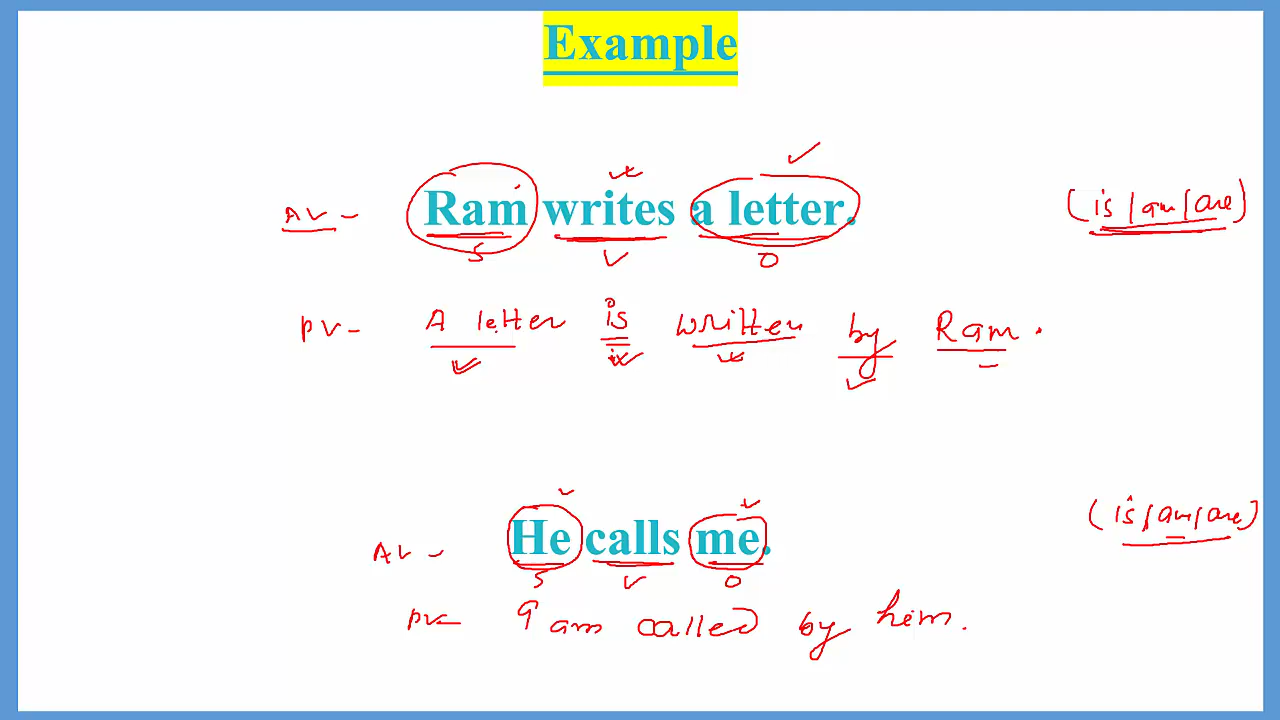 Example
AV- Ram writes a letter. (is/am/are)
S V O
PV- A letter is written by Ram.
AV- He calls me. (is/am/are)
S V O
PV- I am called by him.